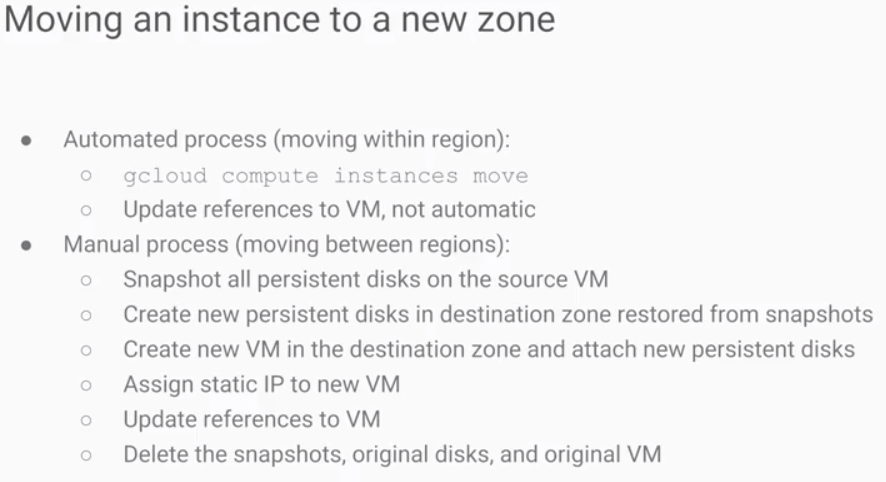 Moving an instance to a new zone
● Automated process (moving within region):
○ gcloud compute instances move
○ Update references to VM, not automatic
● Manual process (moving between regions):
○ Snapshot all persistent disks on the source VM
○ Create new persistent disks in destination zone restored from snapshots
○ Create new VM in the destination zone and attach new persistent disks
○ Assign static IP to new VM
○ Update references to VM
○ Delete the snapshots, original disks, and original VM